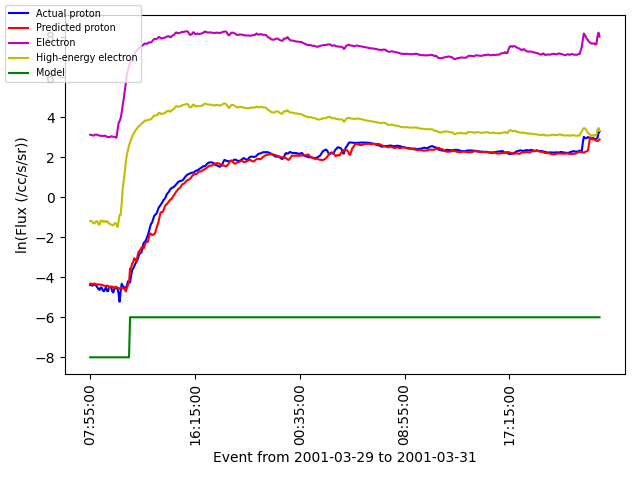 Actual proton
Predicted proton
Electron
High-energy electron
Model
8
6
4
2
0
−2
−4
−6
−8
ln(Flux (/cc/s/sr))
07:55:00
16:15:00
00:35:00
08:55:00
17:15:00
Event from 2001-03-29 to 2001-03-31